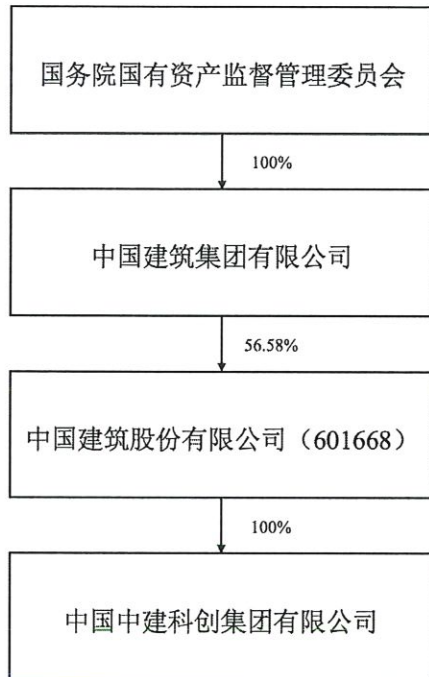 国务院国有资产监督管理委员会
100%
中国建筑集团有限公司
56.58%
中国建筑股份有限公司（601668）
100%
中国中建科创集团有限公司